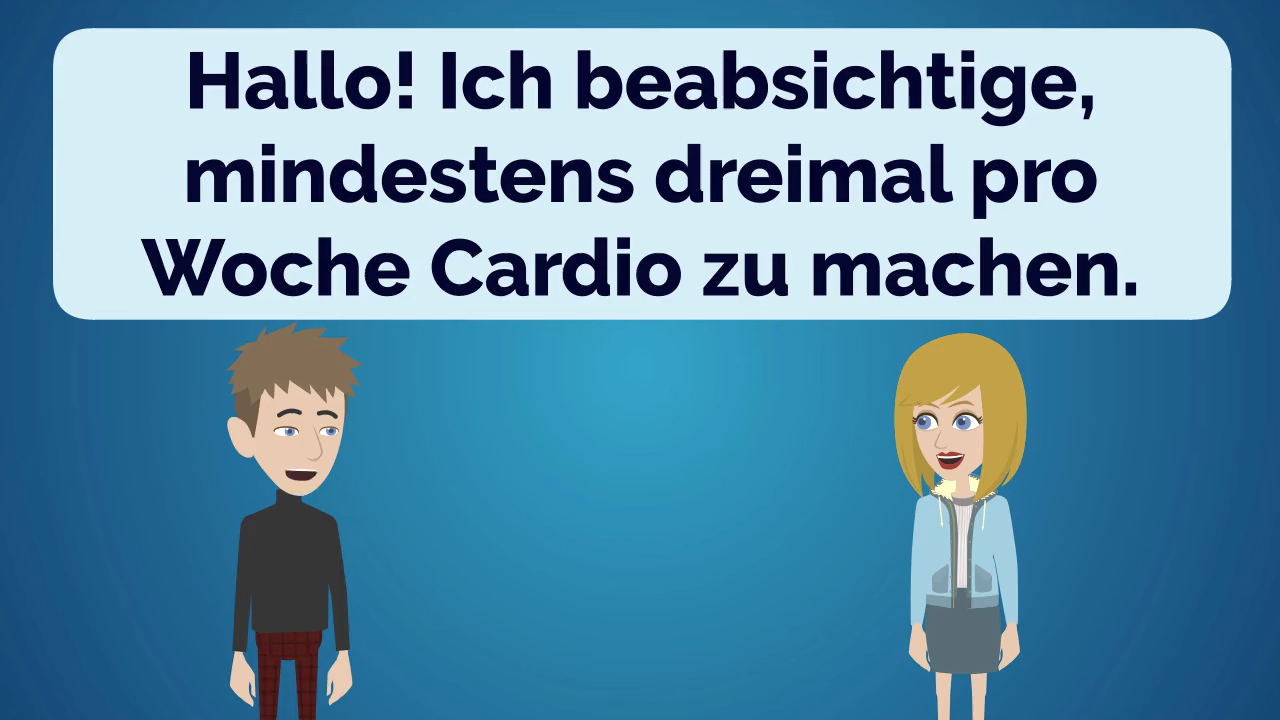 Hallo! Ich beabsichtige,
mindestens dreimal pro
Woche Cardio zu machen.